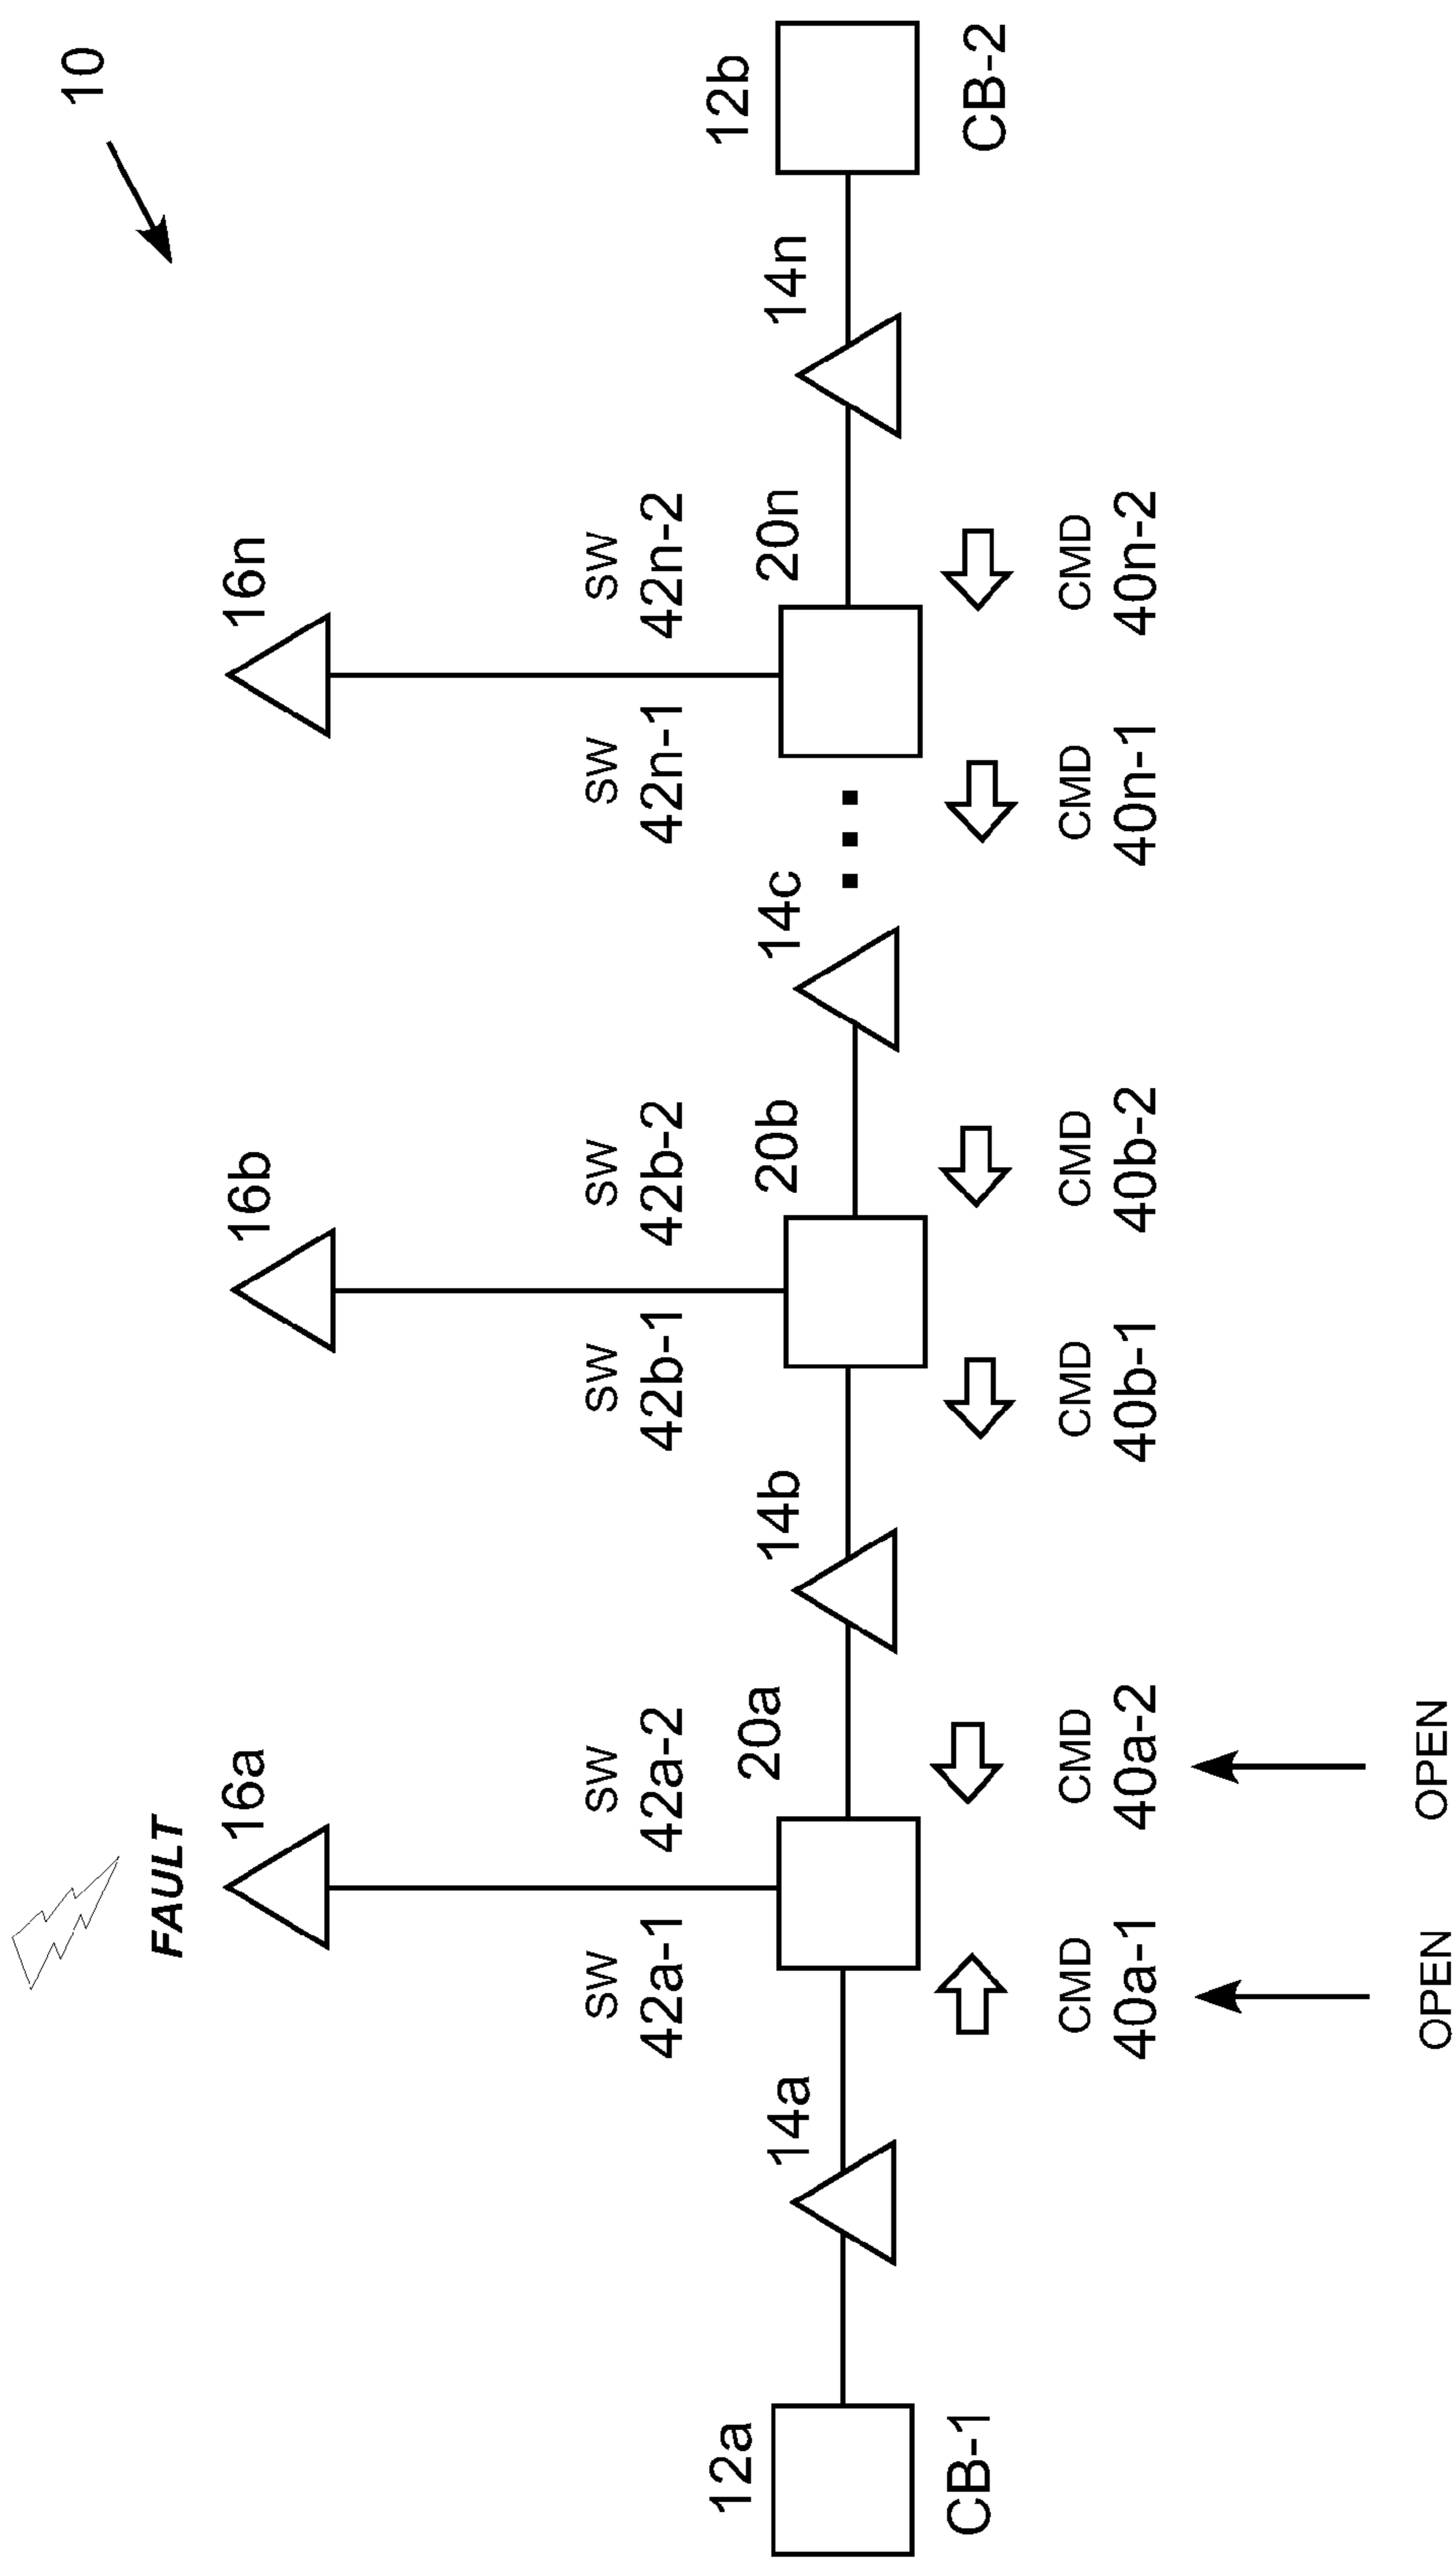 10
FAULT
16a
16b
16n
SW
SW
SW
SW
SW
SW
42a-1
42a-2
42b-1
42b-2
42n-1
42n-2
12a
14a
20a
14b
20b
14c
20n
14n
12b
CB-1
CB-2
CMD
CMD
CMD
CMD
CMD
CMD
40a-1
40a-2
40b-1
40b-2
40n-1
40n-2
OPEN
OPEN